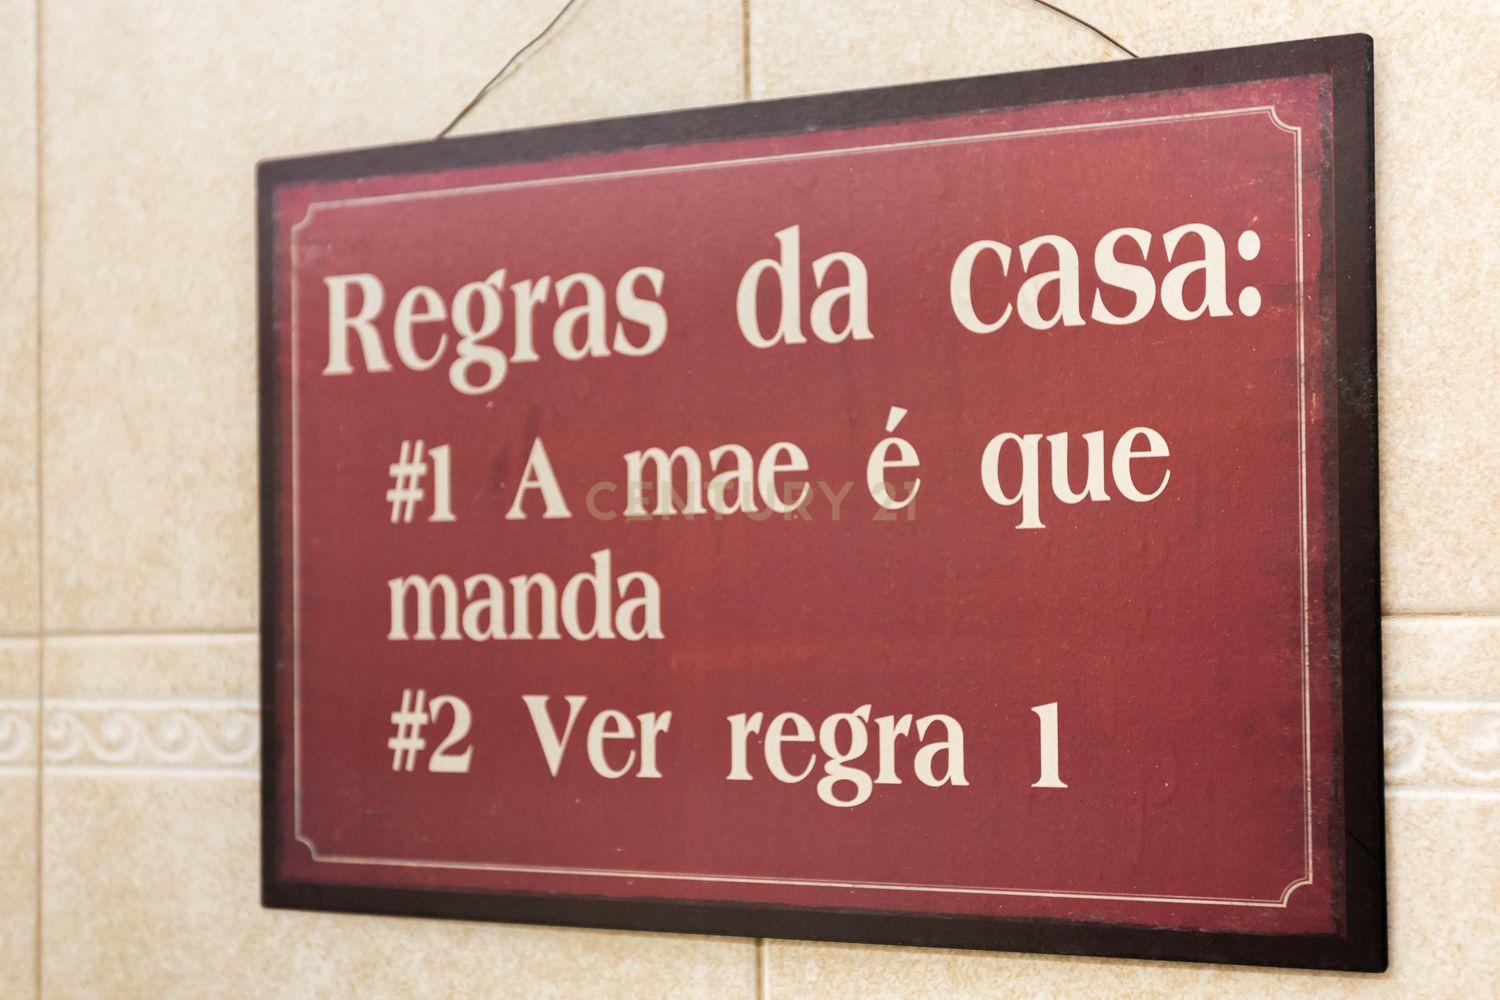 Regras da casa:
#1 A mae é que
manda
#2 Ver regra 1
CENTURY 21